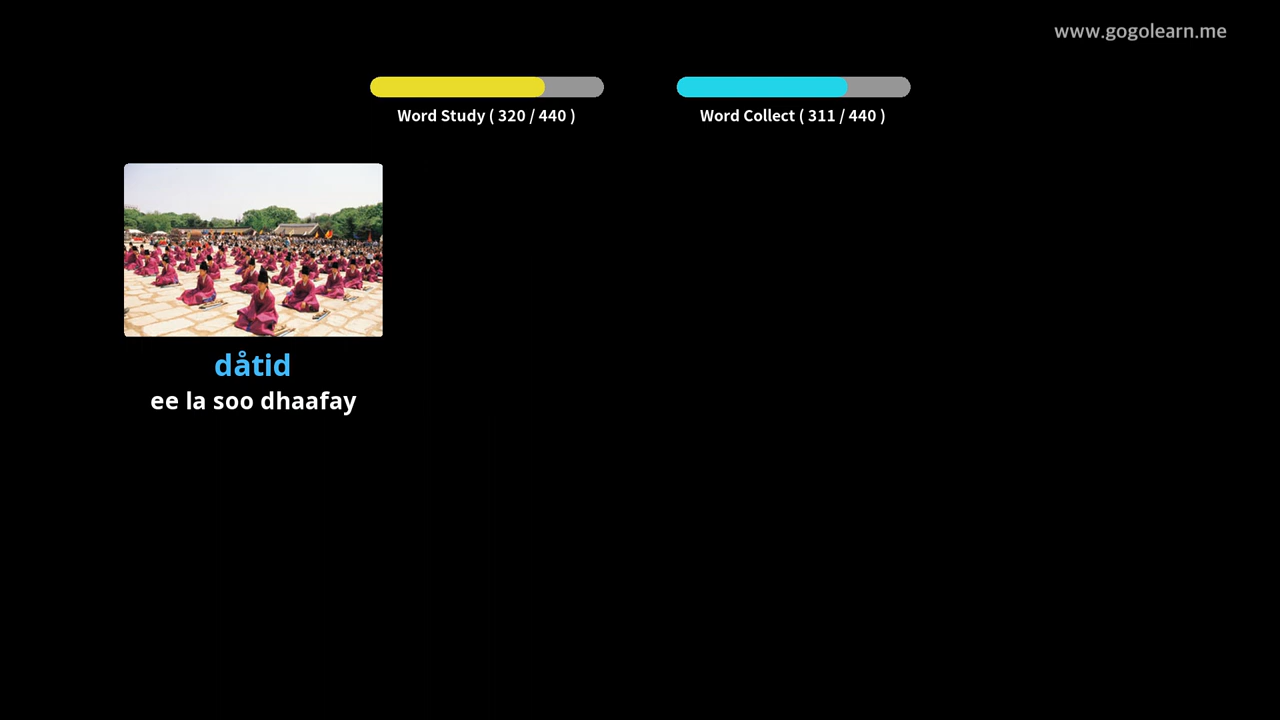 www.gogolearn.me
Word Study ( 320 / 440 )
Word Collect ( 311 / 440 )
dåtid
ee la soo dhaafay